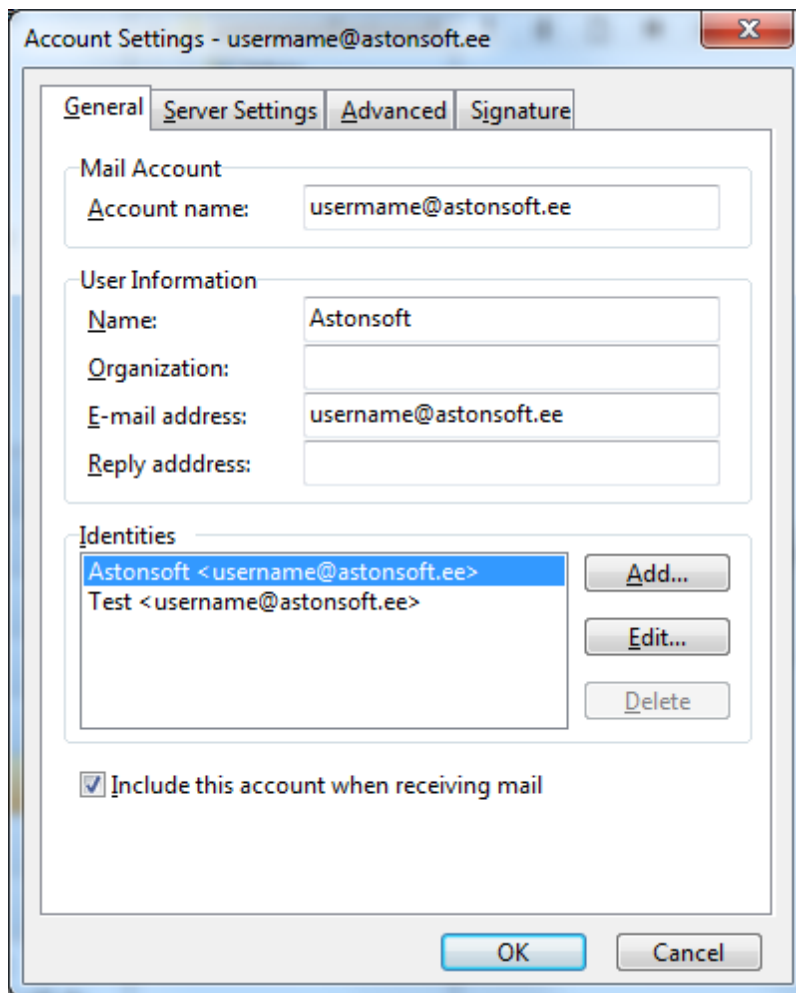 Account Settings - usermame@astonsoft.ee
General Server Settings Advanced Signature
Mail Account
Account name: usermame@astonsoft.ee
User Information
Name: Astonsoft
Organization:
E-mail address: username@astonsoft.ee
Reply adddress:
Identities
Astonsoft <username@astonsoft.ee> Add...
Test <username@astonsoft.ee>
Edit...
Delete
Include this account when receiving mail
OK Cancel